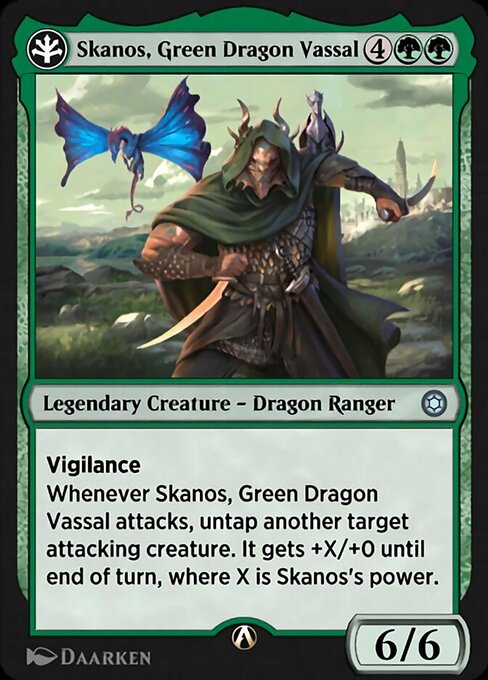 Skanos, Green Dragon Vassal 4
Legendary Creature – Dragon Ranger
Vigilance
Whenever Skanos, Green Dragon
Vassal attacks, untap another target
attacking creature. It gets +X/+0 until
end of turn, where X is Skanos's power.
6/6
DAARKEN